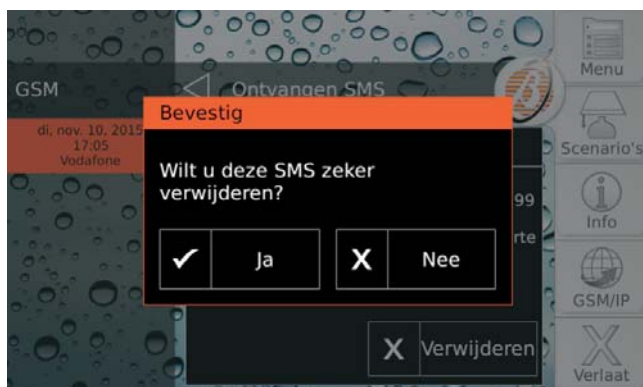 GSM
Ontvangen SMS
di, nov. 10, 2015
17:05
Vodafone
Bevestig
Wilt u deze SMS zeker
verwijderen?
Ja
Nee
99
rte
Verwijderen
Menu
Scenario's
Info
GSM/IP
Verlaat